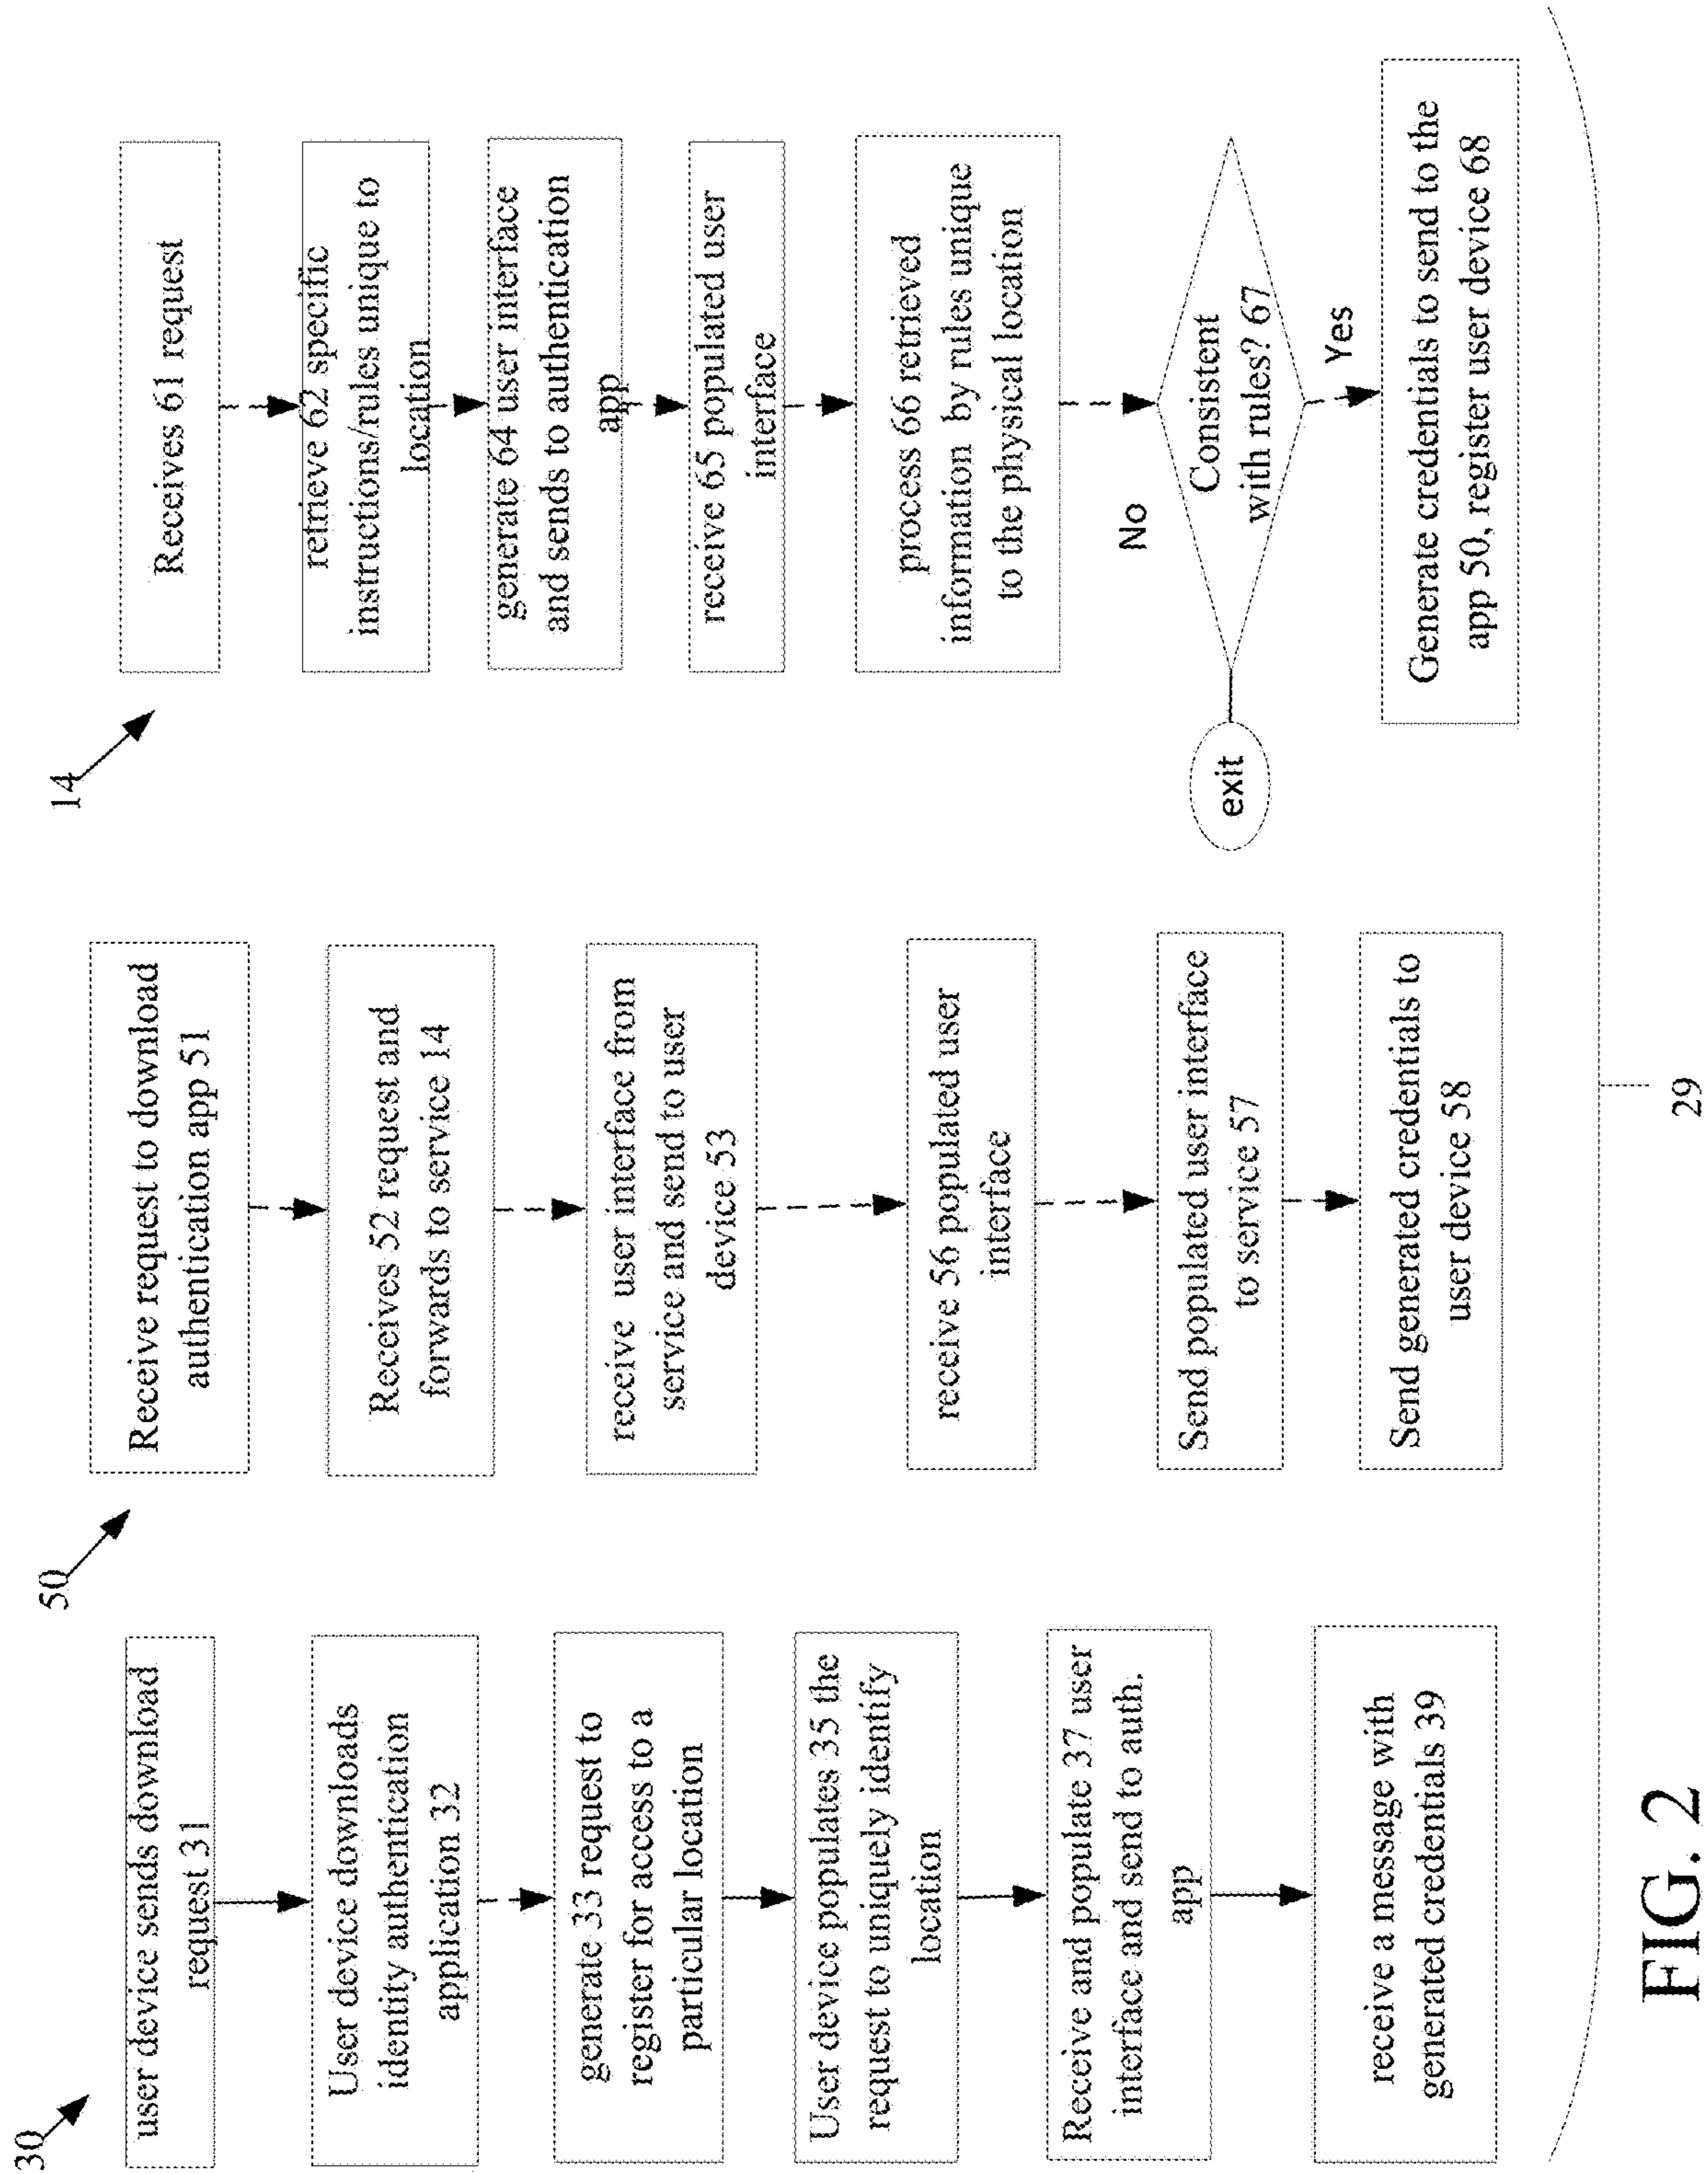 30
user device sends download
request 31
User device downloads
identity authentication
application 32
generate 33 request to
register for access to a
particular location
User device populates 35 the
request to uniquely identify
location
Receive and populate 37 user
interface and send to auth.
app
receive a message with
generated credentials 39
50
Receive request to download
authentication app 51
Receives 52 request and
forwards to service 14
receive user interface from
service and send to user
device 53
receive 56 populated user
interface
Send populated user interface
to service 57
Send generated credentials to
user device 58
14
Receives 61 request
retrieve 62 specific
instructions/rules unique to
location
generate 64 user interface
and sends to authentication
app
receive 65 populated user
interface
process 66 retrieved
information by rules unique
to the physical location
No
Consistent
with rules? 67
exit
Yes
Generate credentials to send to the
app 50, register user device 68
29
FIG. 2